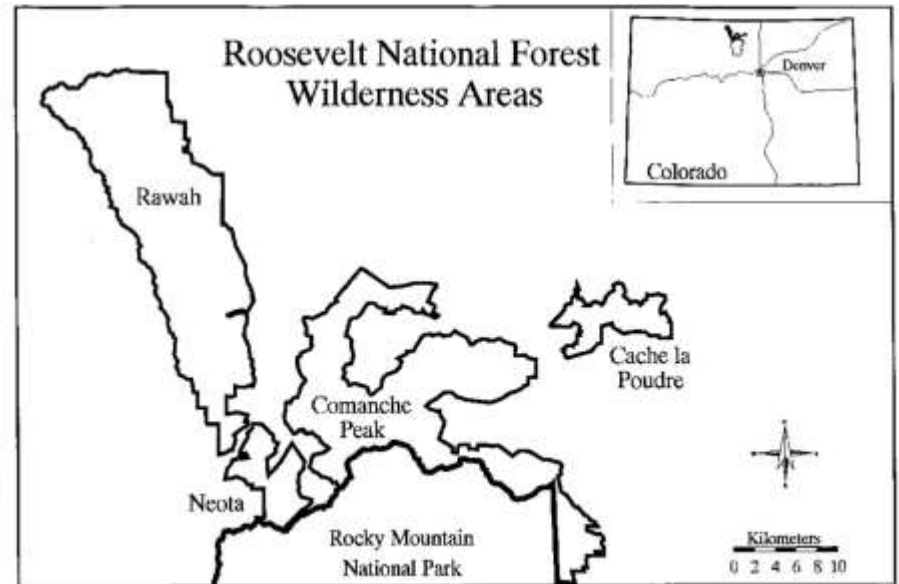 Roosevelt National Forest
Wilderness Areas
Denver
Colorado
Rawah
Cache la
Poudre
Comanche
Peak
Neota
Rocky Mountain
National Park
Kilometers
0 2 4 6 8 10